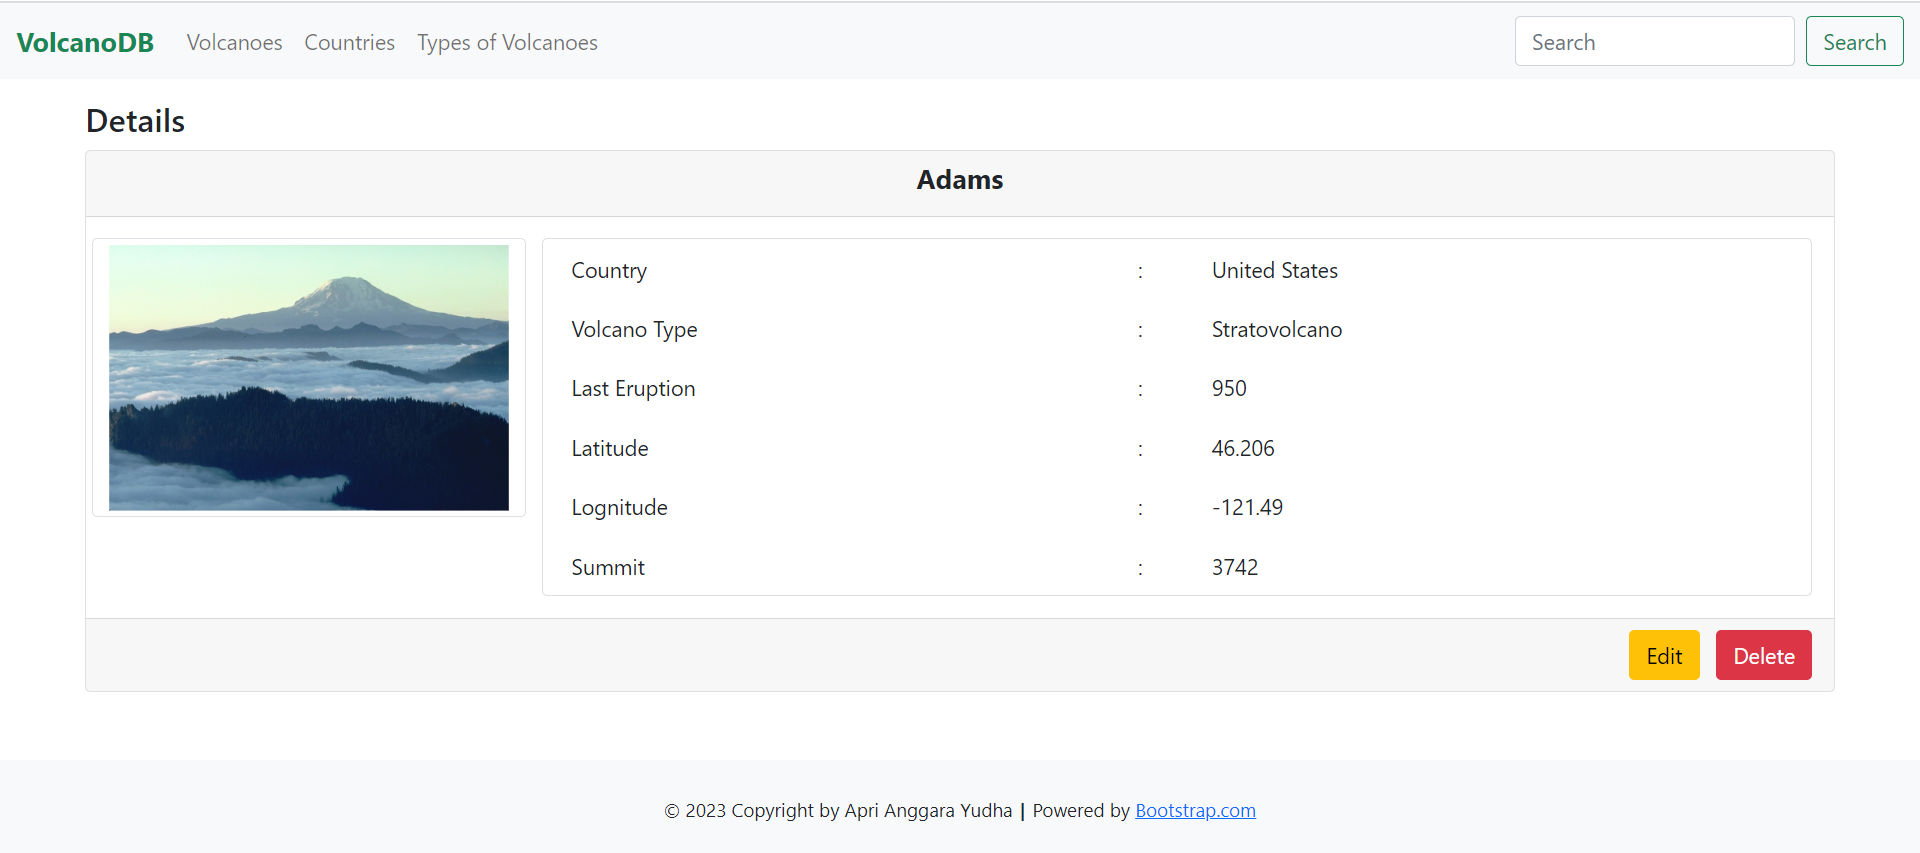 VolcanoDB Volcanoes Countries Types of Volcanoes Search Search
Details
Adams
Country : United States
Volcano Type : Stratovolcano
Last Eruption : 950
Latitude : 46.206
Lognitude : -121.49
Summit : 3742
Edit Delete
© 2023 Copyright by Apri Anggara Yudha | Powered by Bootstrap.com